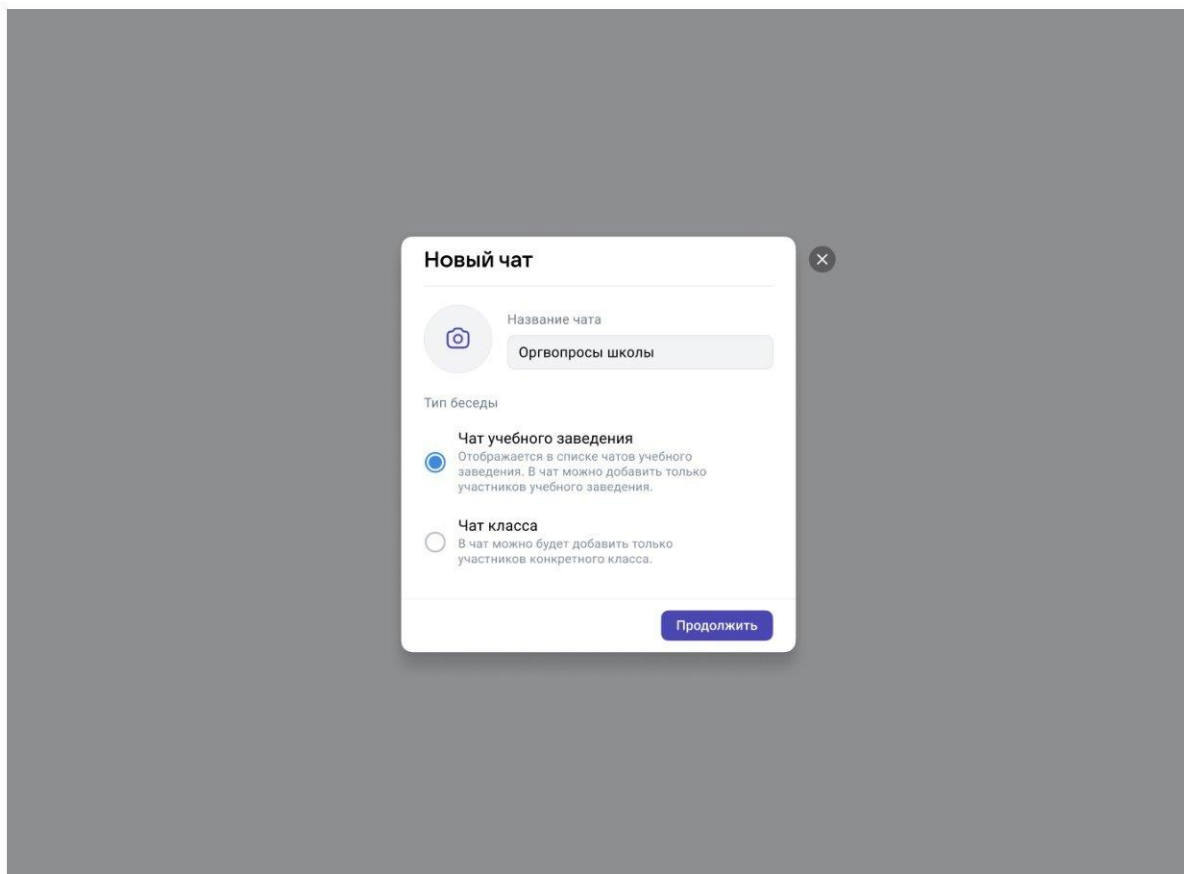 Новый чат
Название чата
Оргвопросы школы
Тип беседы
Чат учебного заведения
Отображается в списке чатов учебного
заведения. В чат можно добавить только
участников учебного заведения.
Чат класса
В чат можно будет добавить только
участников конкретного класса.
Продолжить